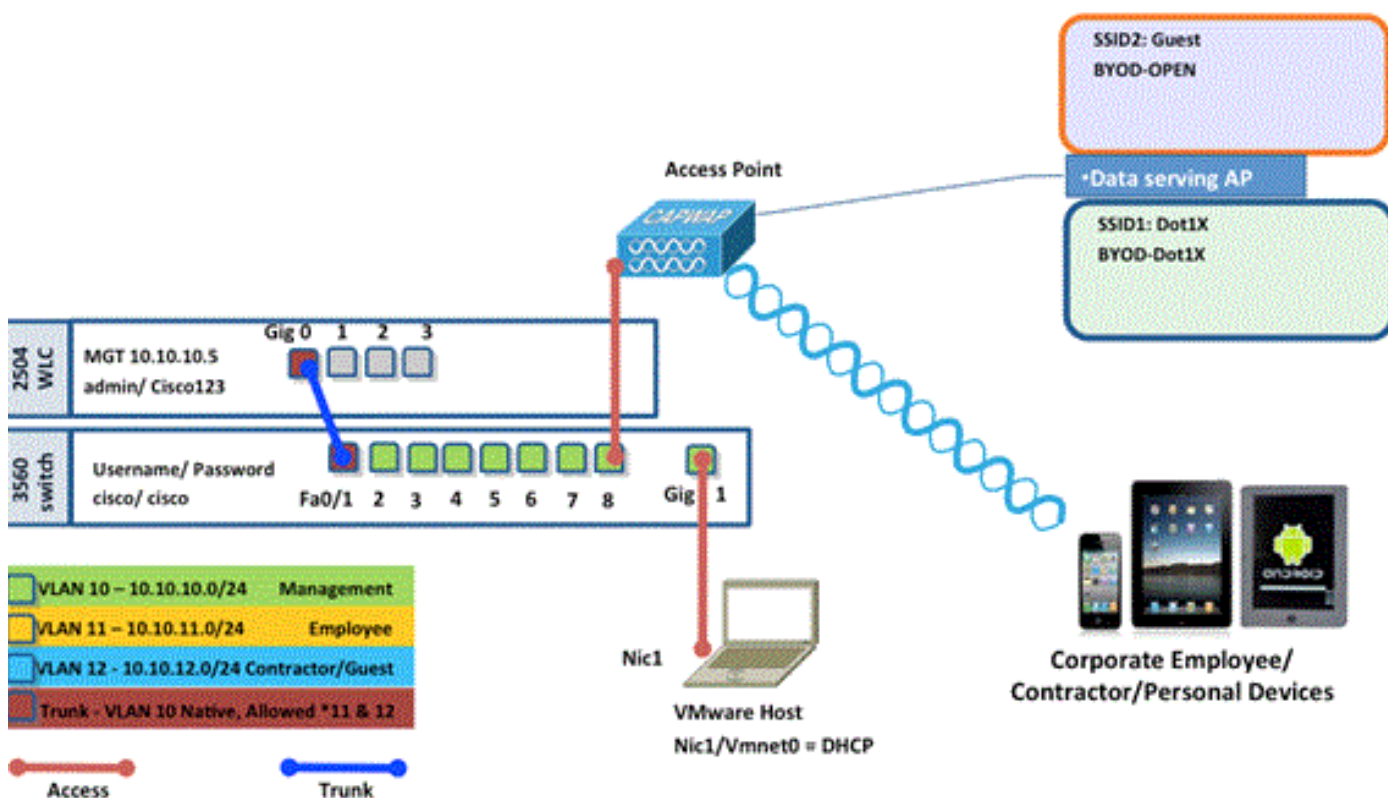 SSID2: Guest
BYOD-OPEN
•Data serving AP
SSID1: Dot1X
BYOD-Dot1X
Access Point
CAPWAP
2504
WLC
MGT 10.10.10.5
admin/ Cisco123
Gig 0 1 2 3
3560
switch
Username/ Password
cisco/ cisco
Fa0/1 2 3 4 5 6 7 8
Gig 1
VLAN 10 – 10.10.10.0/24 Management
VLAN 11 – 10.10.11.0/24 Employee
VLAN 12 - 10.10.12.0/24 Contractor/Guest
Trunk - VLAN 10 Native, Allowed *11 & 12
Access
Trunk
Nic1
VMware Host
Nic1/Vmnet0 = DHCP
ANDROID
Corporate Employee/
Contractor/Personal Devices